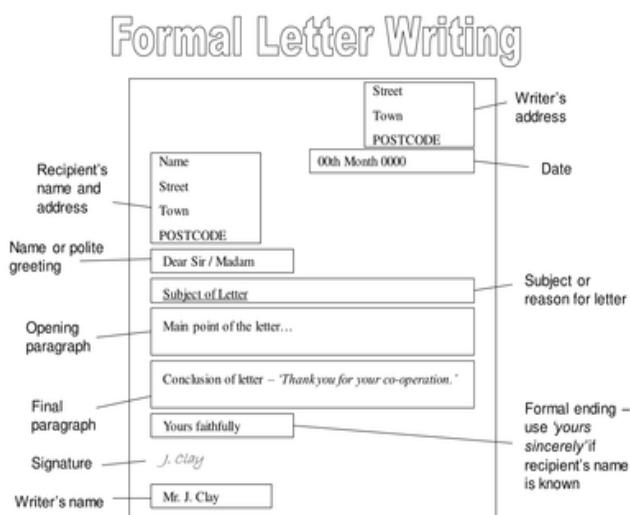 Formal Letter Writing
Street
Town
POSTCODE
Writer's
address
00th Month 0000
Date
Recipient's
name and
address
Name
Street
Town
POSTCODE
Name or polite
greeting
Dear Sir / Madam
Subject of Letter
Subject or
reason for letter
Opening
paragraph
Main point of the letter…
Final
paragraph
Conclusion of letter – 'Thank you for your co-operation.'
Yours faithfully
Formal ending –
use 'yours
sincerely' if
recipient's name
is known
Signature
J. Clay
Writer's name
Mr. J. Clay